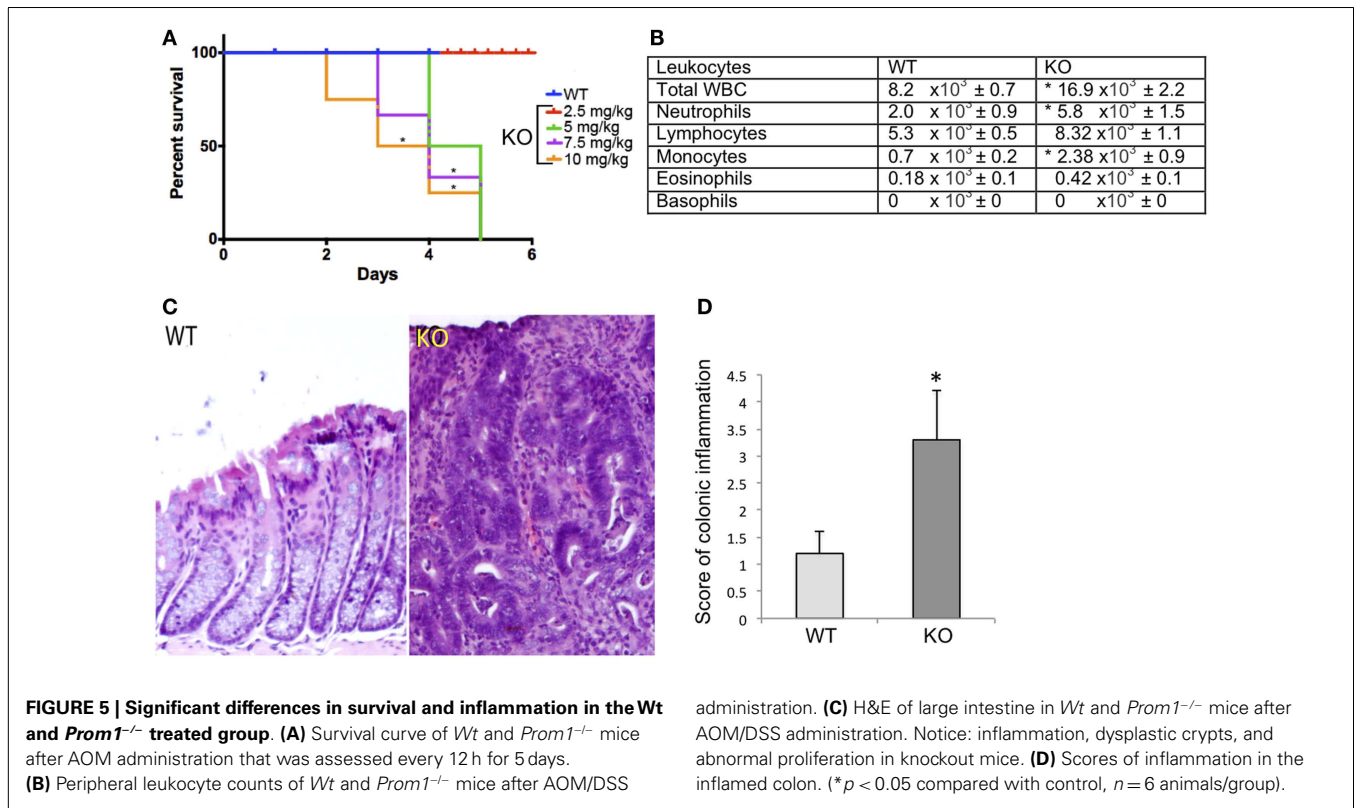 A
100
50
0
0
2
4
6
Percent survival
Days
*
*
*
WT
KO
2.5 mg/kg
5 mg/kg
7.5 mg/kg
10 mg/kg
B
Leukocytes WT KO
Total WBC 8.2 x10³ ± 0.7 * 16.9 x10³ ± 2.2
Neutrophils 2.0 x10³ ± 0.9 * 5.8 x10³ ± 1.5
Lymphocytes 5.3 x10³ ± 0.5 8.32 x10³ ± 1.1
Monocytes 0.7 x10³ ± 0.2 * 2.38 x10³ ± 0.9
Eosinophils 0.18 x 10³ ± 0.1 0.42 x10³ ± 0.1
Basophils 0 x10³ ± 0 0 x10³ ± 0
C
WT
KO
D
Score of colonic inflammation
4.5
4
3.5
3
2.5
2
1.5
1
0.5
0
*
WT
KO
FIGURE 5 | Significant differences in survival and inflammation in the Wt
and Prom1⁻/⁻ treated group. (A) Survival curve of Wt and Prom1⁻/⁻ mice
after AOM administration that was assessed every 12 h for 5 days.
(B) Peripheral leukocyte counts of Wt and Prom1⁻/⁻ mice after AOM/DSS
administration. (C) H&E of large intestine in Wt and Prom1⁻/⁻ mice after
AOM/DSS administration. Notice: inflammation, dysplastic crypts, and
abnormal proliferation in knockout mice. (D) Scores of inflammation in the
inflamed colon. (*p < 0.05 compared with control, n = 6 animals/group).